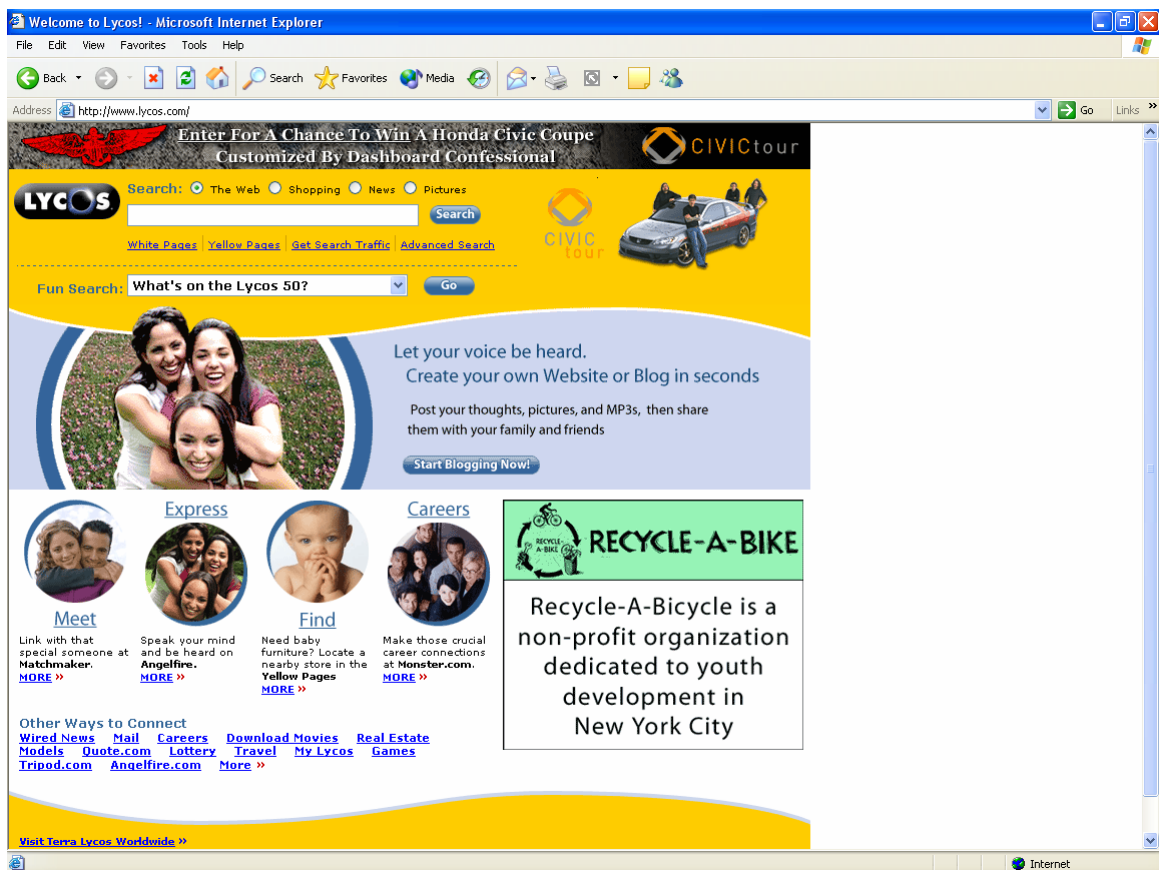 Welcome to Lycos! - Microsoft Internet Explorer
File Edit View Favorites Tools Help
Back Search Favorites Media
Address http://www.lycos.com/ Go Links »
Enter For A Chance To Win A Honda Civic Coupe
Customized By Dashboard Confessional
CIVICtour
LYCOS
Search: The Web Shopping News Pictures
Search
White Pages Yellow Pages Get Search Traffic Advanced Search
CIVIC
tour
Fun Search: What's on the Lycos 50? Go
Let your voice be heard.
Create your own Website or Blog in seconds
Post your thoughts, pictures, and MP3s, then share
them with your family and friends
Start Blogging Now!
Meet
Link with that
special someone at
Matchmaker.
MORE »
Express
Speak your mind
and be heard on
Angelfire.
MORE »
Find
Need baby
furniture? Locate a
nearby store in the
Yellow Pages
MORE »
Careers
Make those crucial
career connections
at Monster.com.
MORE »
RECYCLE-
A-BIKE
RECYCLE-A-BIKE
Recycle-A-Bicycle is a
non-profit organization
dedicated to youth
development in
New York City
Other Ways to Connect
Wired News Mail Careers Download Movies Real Estate
Models Quote.com Lottery Travel My Lycos Games
Tripod.com Angelfire.com More »
Visit Terra Lycos Worldwide »
Internet